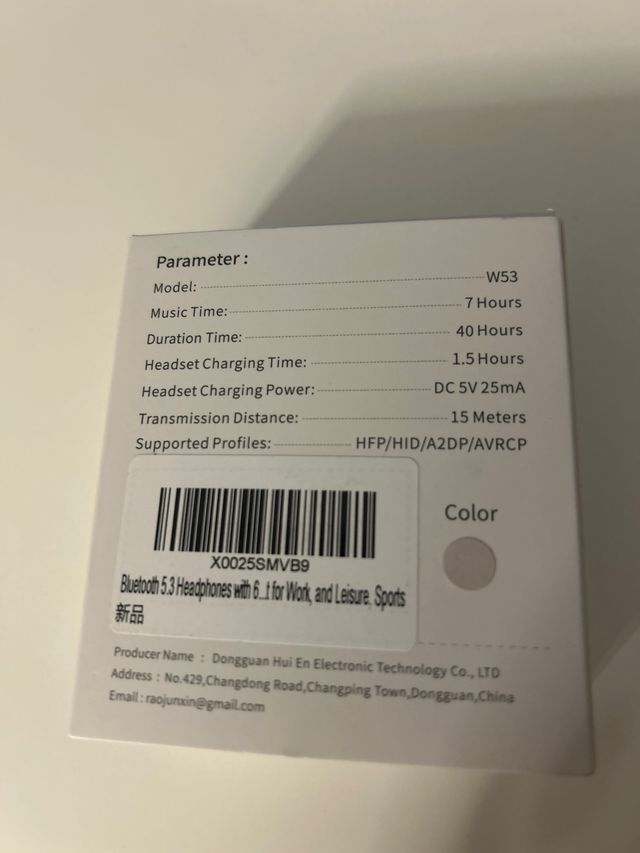 Parameter :
Model: W53
Music Time: 7 Hours
Duration Time: 40 Hours
Headset Charging Time: 1.5 Hours
Headset Charging Power: DC 5V 25mA
Transmission Distance: 15 Meters
Supported Profiles: HFP/HID/A2DP/AVRCP
Color
X0025SMVB9
Bluetooth 5.3 Headphones with 6...t for Work, and Leisure, Sports
新品
Producer Name : Dongguan Hui En Electronic Technology Co., LTD
Address : No.429,Changdong Road,Changping Town,Dongguan,China
Email : raojunxin@gmail.com